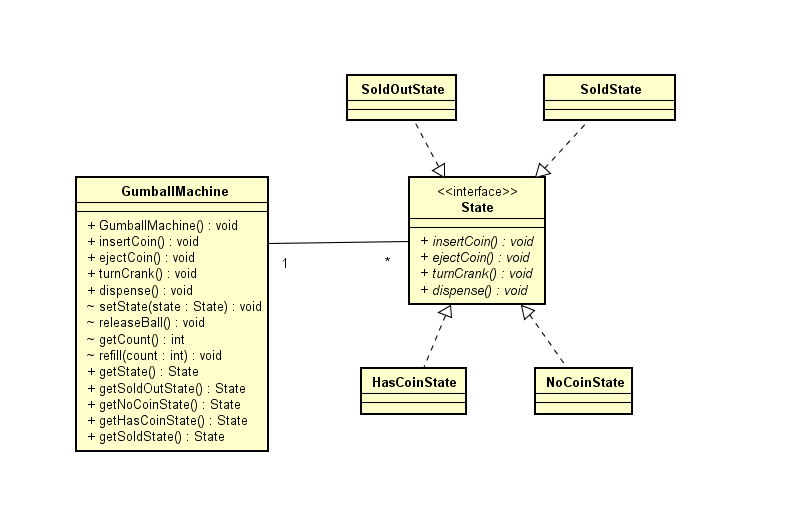 SoldOutState
SoldState
GumballMachine
+ GumballMachine() : void
+ insertCoin() : void
+ ejectCoin() : void
+ turnCrank() : void
+ dispense() : void
~ setState(state : State) : void
~ releaseBall() : void
~ getCount() : int
~ refill(count : int) : void
+ getState() : State
+ getSoldOutState() : State
+ getNoCoinState() : State
+ getHasCoinState() : State
+ getSoldState() : State
1
*
<<interface>>
State
+ insertCoin() : void
+ ejectCoin() : void
+ turnCrank() : void
+ dispense() : void
HasCoinState
NoCoinState